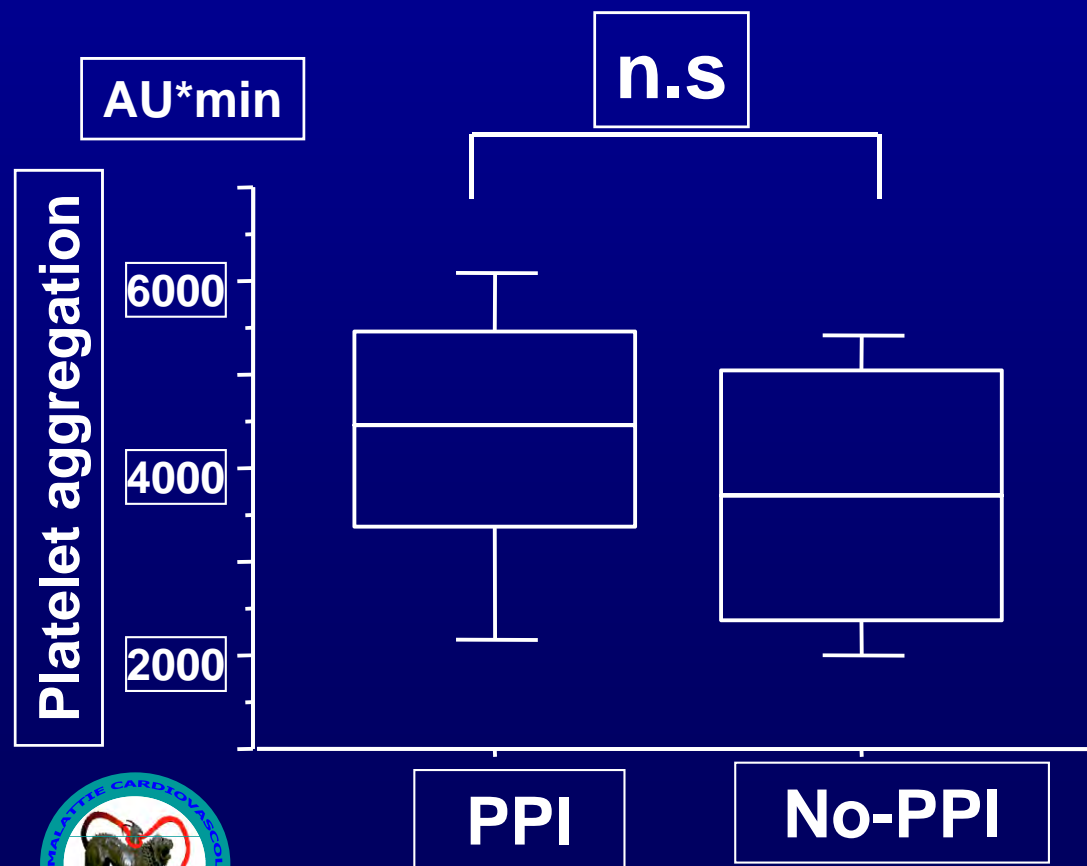 n.s
AU*min
Platelet aggregation
6000
4000
2000
PPI
No-PPI
MALATTIE CARDIOVASCOL